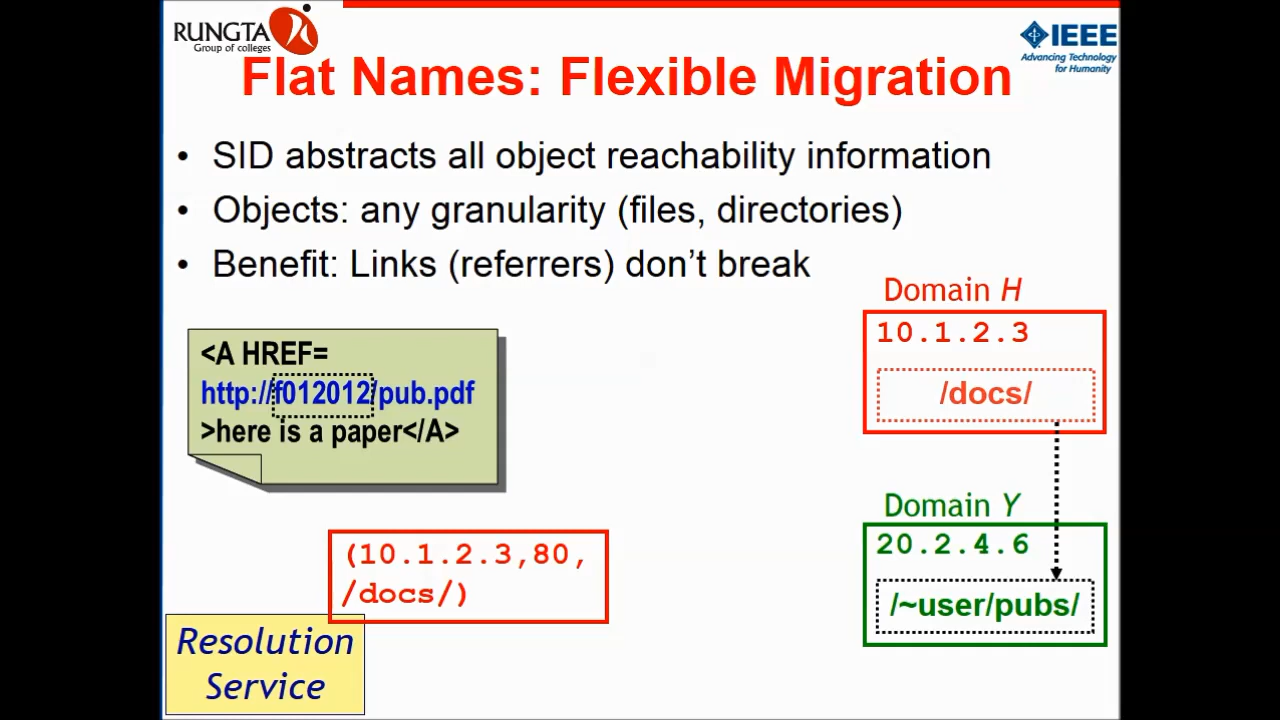 RUNGTA
Group of colleges
IEEE
Advancing Technology
for Humanity
Flat Names: Flexible Migration
• SID abstracts all object reachability information
• Objects: any granularity (files, directories)
• Benefit: Links (referrers) don't break
<A HREF=
http://f012012/pub.pdf
>here is a paper</A>
Domain H
10.1.2.3
/docs/
Domain Y
20.2.4.6
/~user/pubs/
(10.1.2.3,80,
/docs/)
Resolution
Service